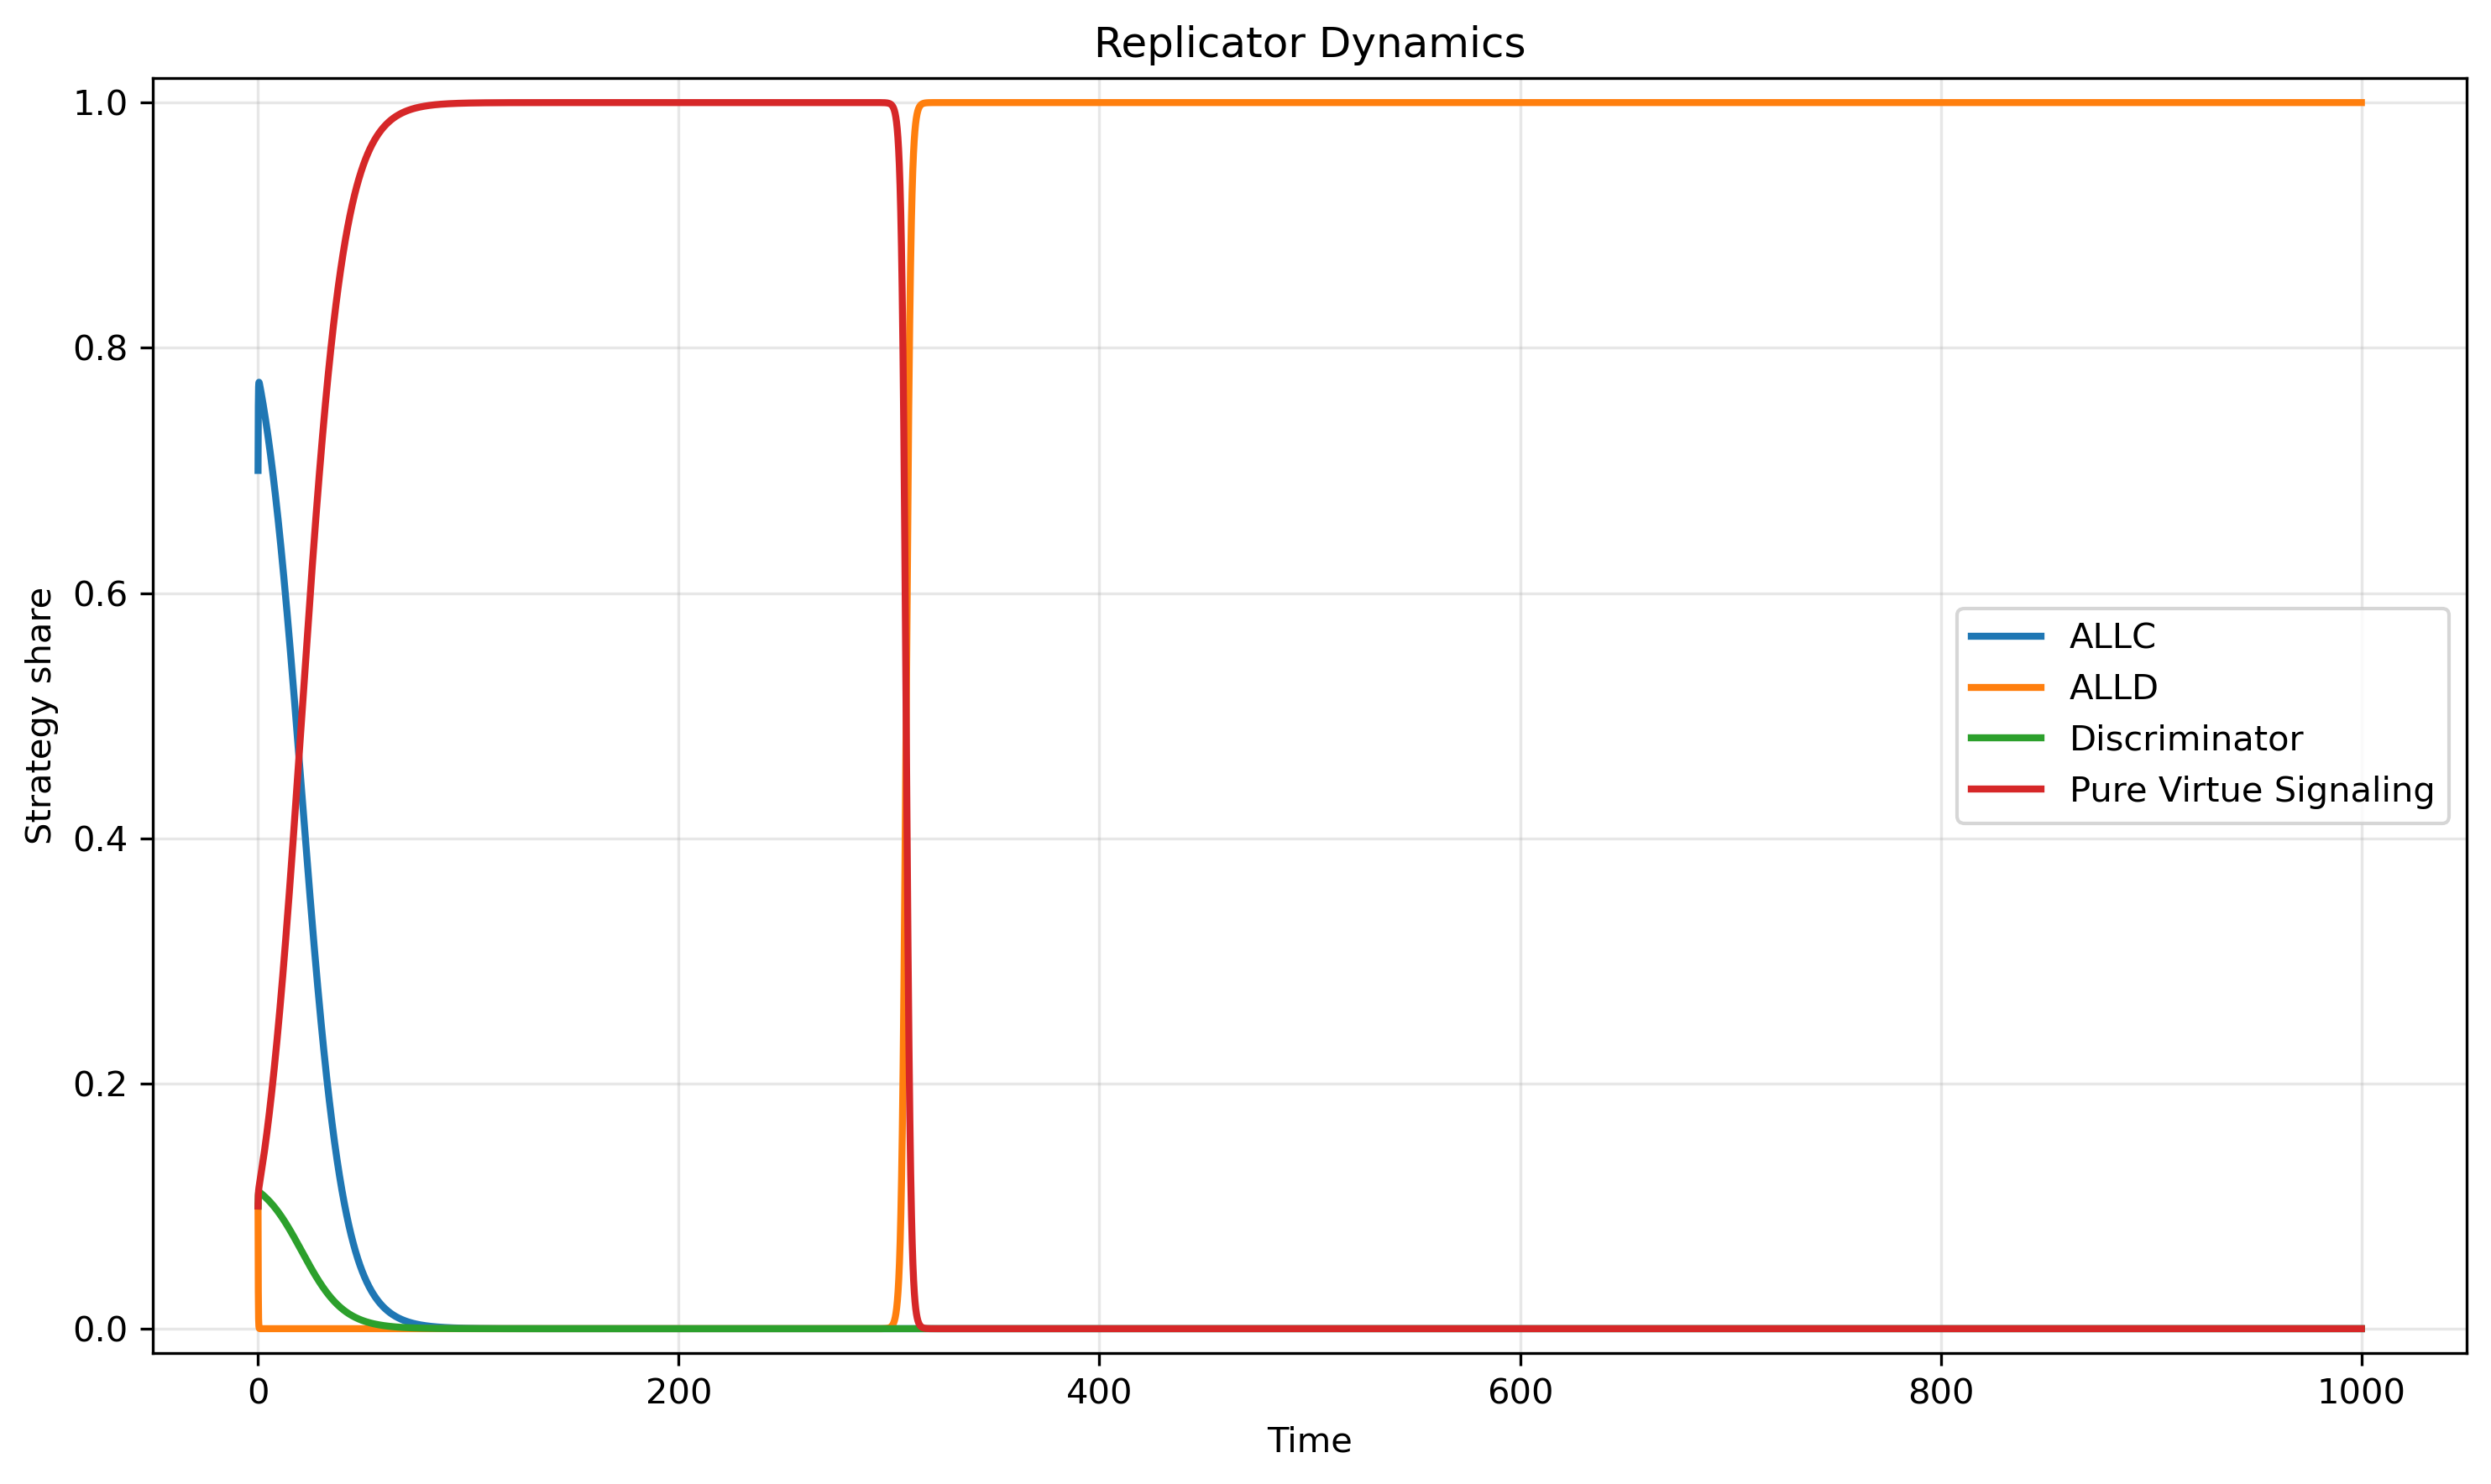 Replicator Dynamics
Strategy share
1.0
0.8
0.6
0.4
0.2
0.0
ALLC
ALLD
Discriminator
Pure Virtue Signaling
0 200 400 600 800 1000
Time